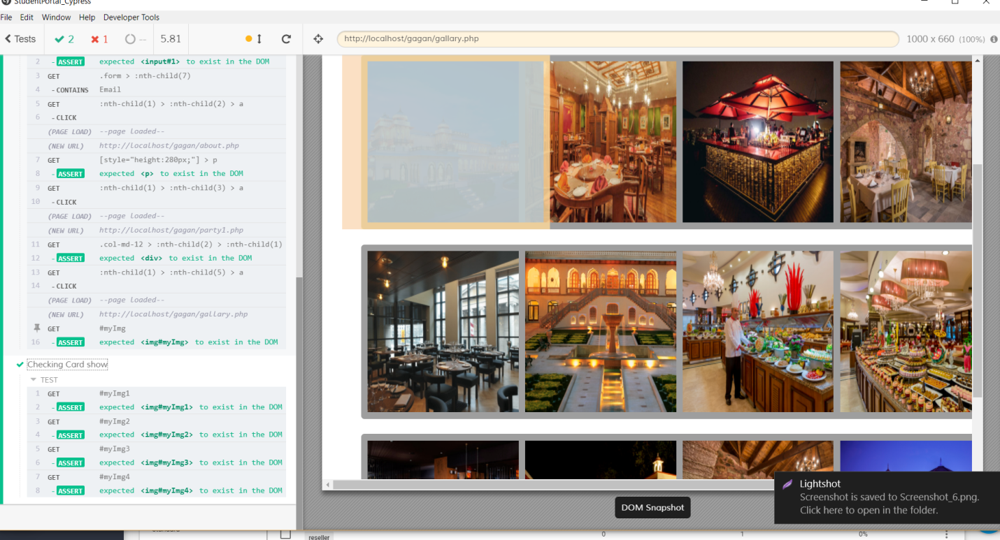 StudentPortal_Cypress
File Edit Window Help Developer Tools
Tests 2 1 -- 5.81 http://localhost/gagan/gallary.php 1000 x 660 (100%)
2 - ASSERT expected <input#1> to exist in the DOM
3 GET .form > :nth-child(7)
4 - CONTAINS Email
5 GET :nth-child(1) > :nth-child(2) > a
6 - CLICK
(PAGE LOAD) --page loaded--
(NEW URL) http://localhost/gagan/about.php
7 GET [style="height:280px;"] > p
8 - ASSERT expected <p> to exist in the DOM
9 GET :nth-child(1) > :nth-child(3) > a
10 - CLICK
(PAGE LOAD) --page loaded--
(NEW URL) http://localhost/gagan/party1.php
11 GET .col-md-12 > :nth-child(2) > :nth-child(1)
12 - ASSERT expected <div> to exist in the DOM
13 GET :nth-child(1) > :nth-child(5) > a
14 - CLICK
(PAGE LOAD) --page loaded--
(NEW URL) http://localhost/gagan/gallary.php
GET #myImg
16 - ASSERT expected <img#myImg> to exist in the DOM
Checking Card show
TEST
1 GET #myImg1
2 - ASSERT expected <img#myImg1> to exist in the DOM
3 GET #myImg2
4 - ASSERT expected <img#myImg2> to exist in the DOM
5 GET #myImg3
6 - ASSERT expected <img#myImg3> to exist in the DOM
7 GET #myImg4
8 - ASSERT expected <img#myImg4> to exist in the DOM
DOM Snapshot
Lightshot
Screenshot is saved to Screenshot_6.png.
Click here to open in the folder.
reseller 0 1 0%